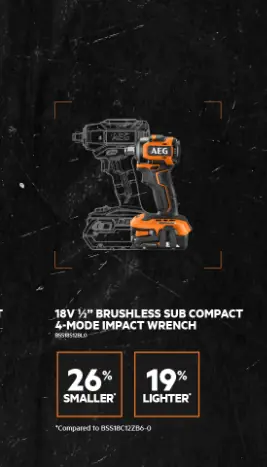 AEG
18V ½" BRUSHLESS SUB COMPACT
4-MODE IMPACT WRENCH
26%
SMALLER*
19%
LIGHTER*
*Compared to BSS18C12ZB6-0